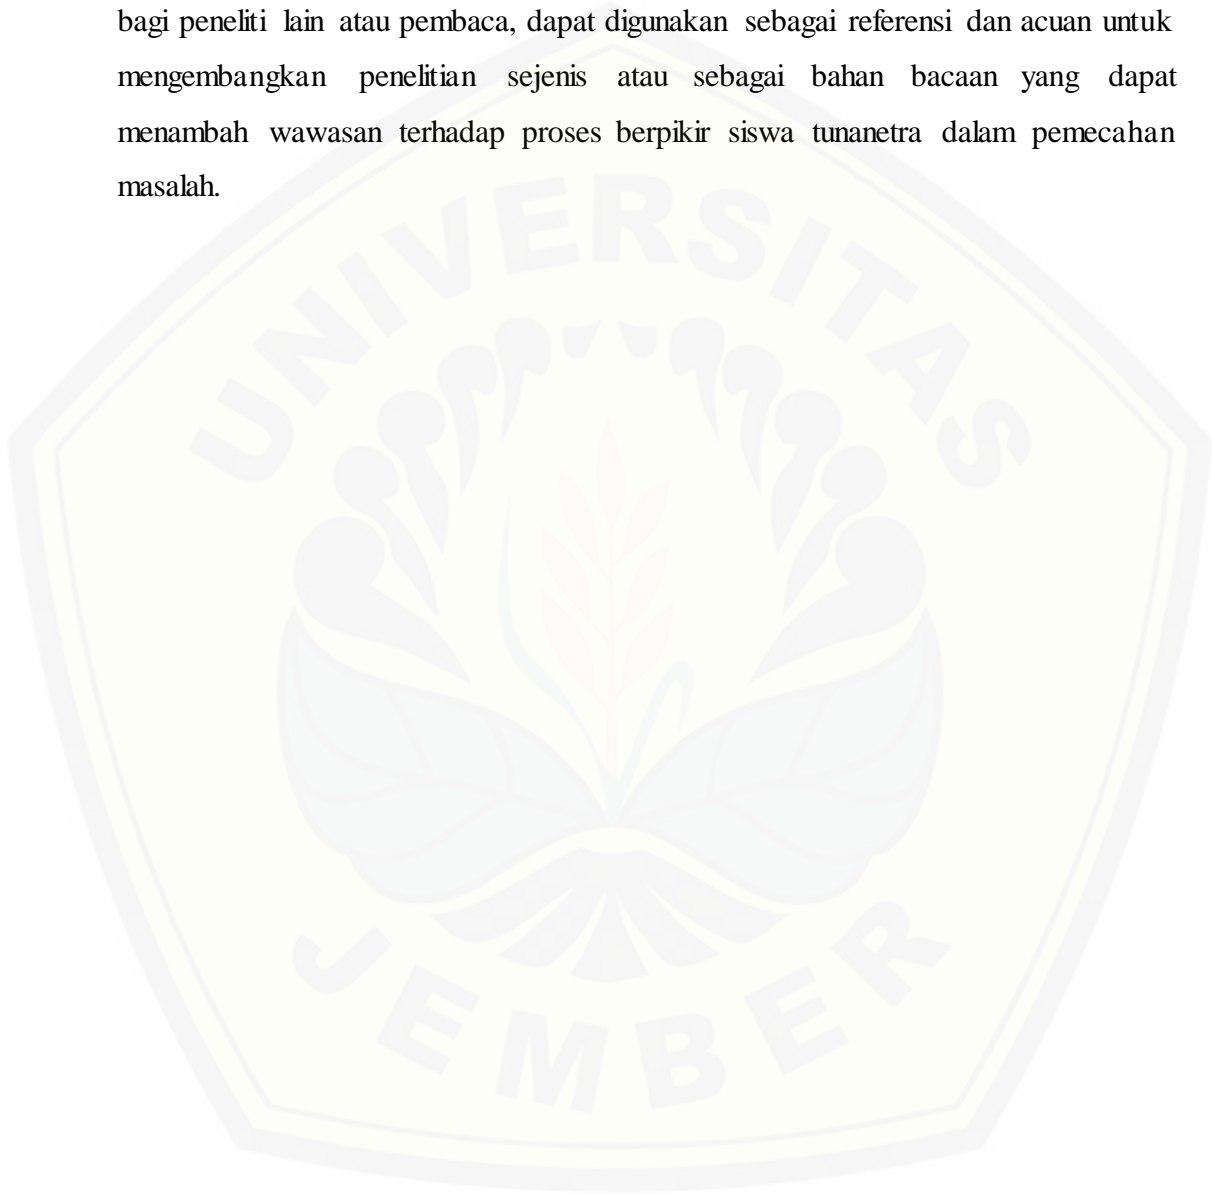 bagi peneliti lain atau pembaca, dapat digunakan sebagai referensi dan acuan untuk
mengembangkan penelitian sejenis atau sebagai bahan bacaan yang dapat
menambah wawasan terhadap proses berpikir siswa tunanetra dalam pemecahan
masalah.
UNIVERSITAS
JEMBER